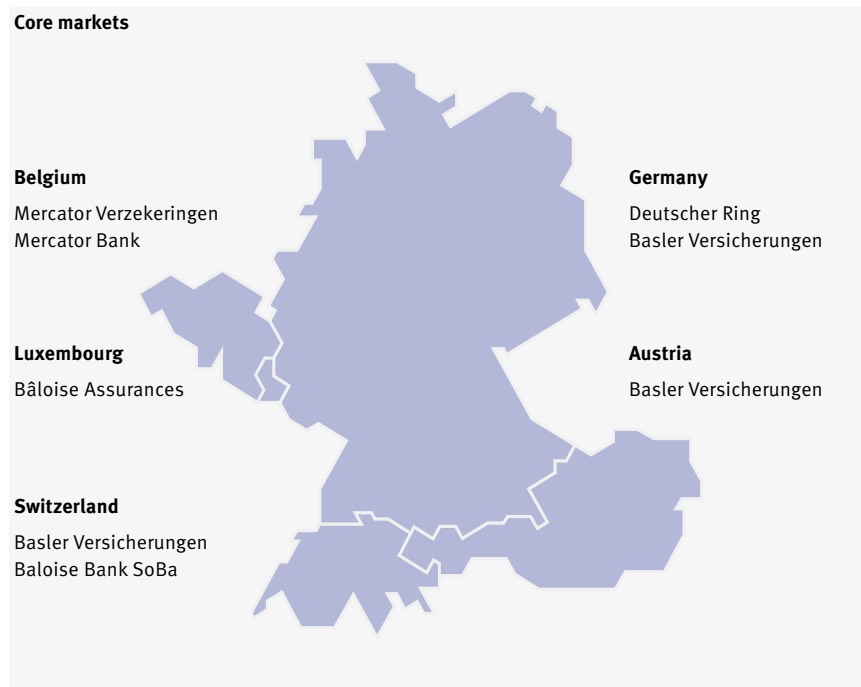 Core markets
Belgium
Mercator Verzekeringen
Mercator Bank
Germany
Deutscher Ring
Basler Versicherungen
Luxembourg
Bâloise Assurances
Austria
Basler Versicherungen
Switzerland
Basler Versicherungen
Baloise Bank SoBa